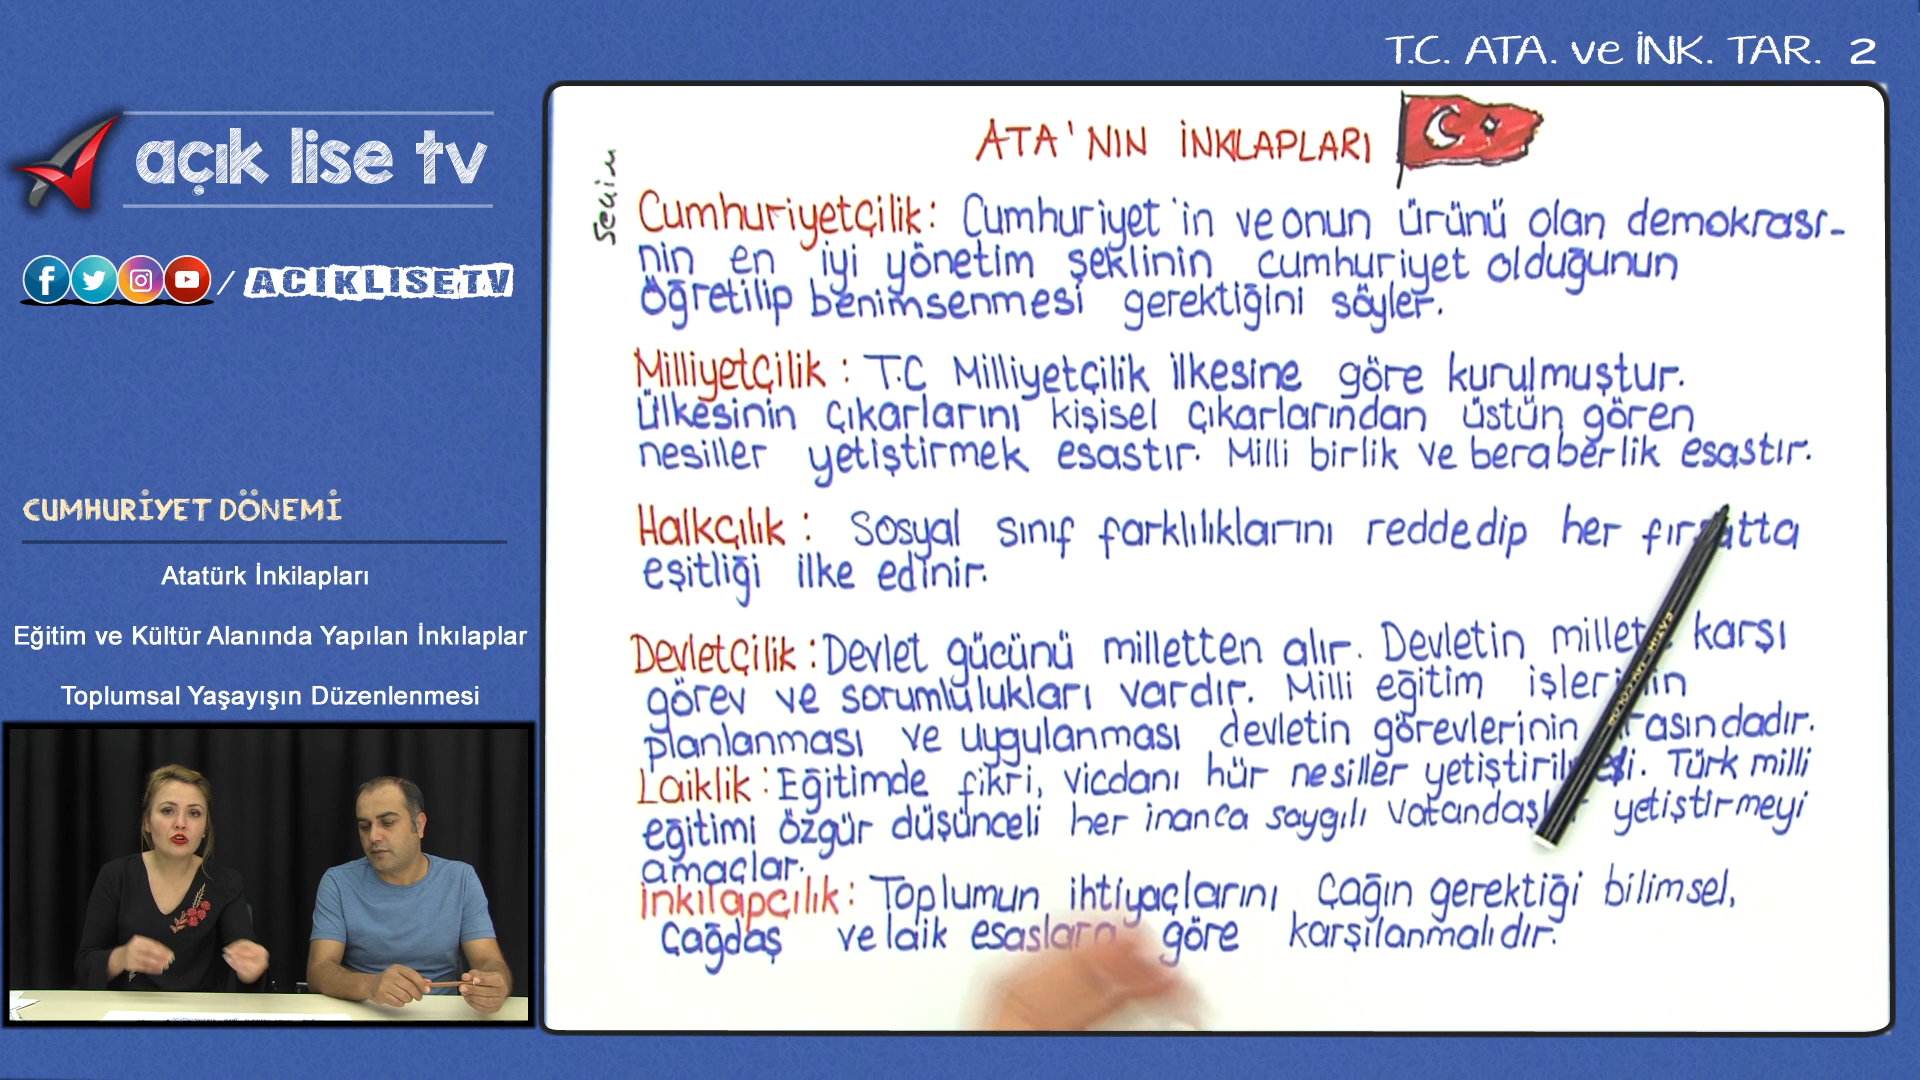 T.C. ATA. ve İNK. TAR. 2
açık lise tv
/ ACIKLISETV
CUMHURİYET DÖNEMİ
Atatürk İnkilapları
Eğitim ve Kültür Alanında Yapılan İnkılaplar
Toplumsal Yaşayışın Düzenlenmesi
ATA'NIN İNKILAPLARI
seçim
Cumhuriyetçilik: Cumhuriyet'in ve onun ürünü olan demokrasi-
nin en iyi yönetim şeklinin cumhuriyet olduğunun
Öğretilip benimsenmesi gerektiğini söyler.
Milliyetçilik: T.C Milliyetçilik ilkesine göre kurulmuştur.
Ülkesinin çıkarlarını kişisel çıkarlarından üstün gören
nesiller yetiştirmek esastır. Milli birlik ve beraberlik esastır.
Halkçılık: Sosyal sınıf farklılıklarını reddedip her fırsatta
eşitliği ilke edinir.
Devletçilik: Devlet gücünü milletten alır. Devletin millete karşı
görev ve sorumlulukları vardır. Milli eğitim işlerinin
planlanması ve uygulanması devletin görevlerinin arasındadır.
Laiklik: Eğitimde fikri, vicdanı hür nesiller yetiştirilmeli. Türk milli
eğitimi özgür düşünceli her inanca saygılı vatandaşlar yetiştirmeyi
amaçlar.
İnkılapçılık: Toplumun ihtiyaçlarını Çağın gerektiği bilimsel,
Çağdaş ve laik esaslara göre karşılanmalıdır.